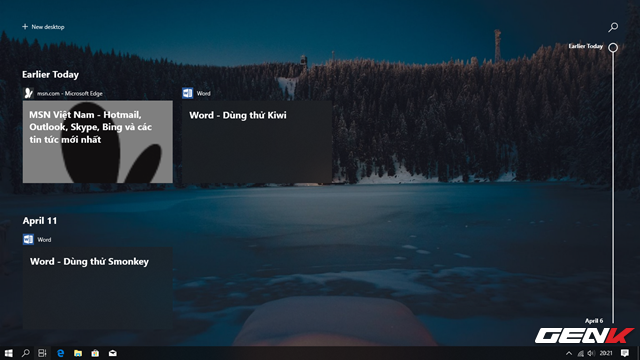 + New desktop
Earlier Today
Earlier Today
msn.com - Microsoft Edge
MSN Việt Nam - Hotmail,
Outlook, Skype, Bing và các
tin tức mới nhất
Word
Word - Dùng thử Kiwi
April 11
Word
Word - Dùng thử Smonkey
April 6
GENK
20:21